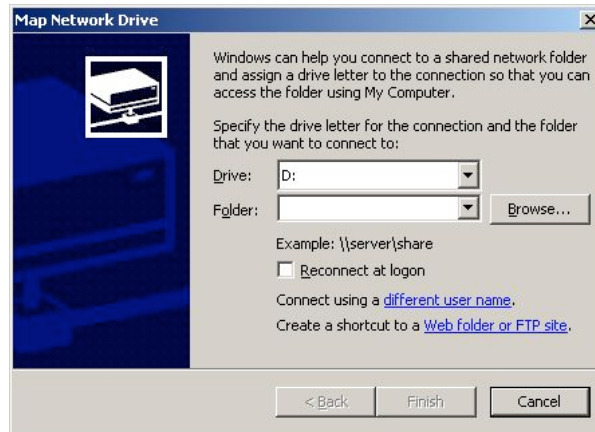 Map Network Drive
Windows can help you connect to a shared network folder
and assign a drive letter to the connection so that you can
access the folder using My Computer.
Specify the drive letter for the connection and the folder
that you want to connect to:
Drive: D:
Folder: Browse...
Example: \\server\share
Reconnect at logon
Connect using a different user name.
Create a shortcut to a Web folder or FTP site.
< Back Finish Cancel